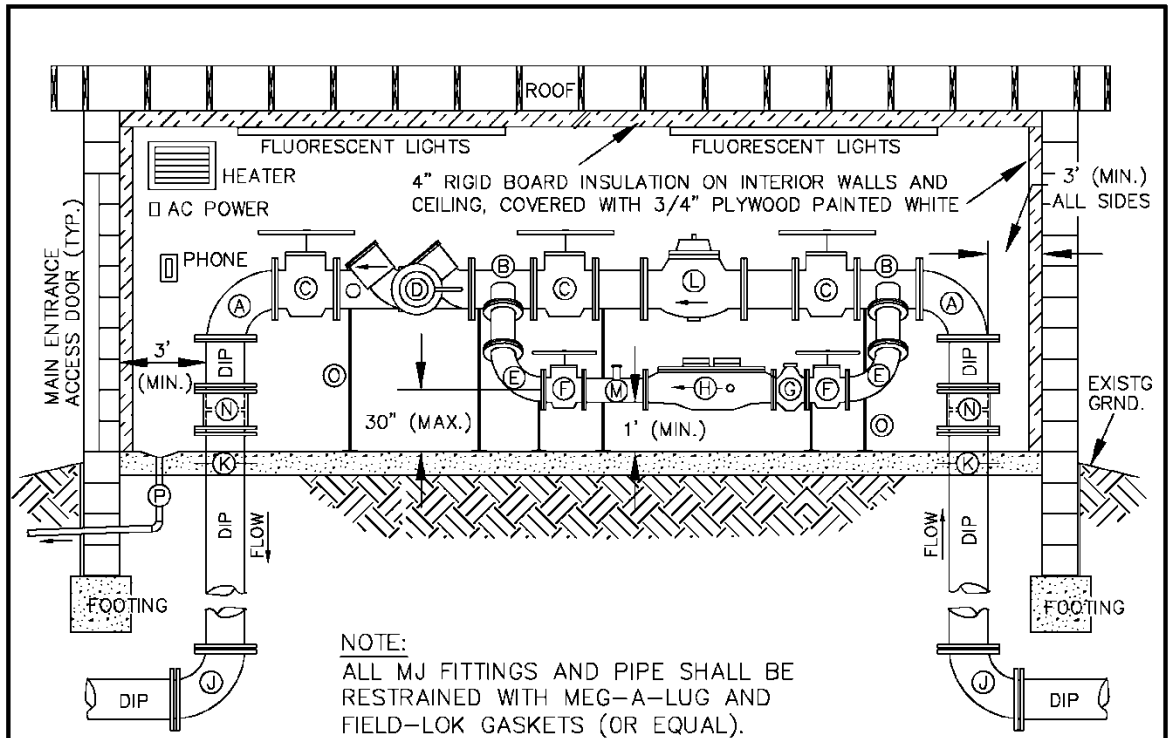 ROOF
FLUORESCENT LIGHTS
FLUORESCENT LIGHTS
HEATER
AC POWER
PHONE
4" RIGID BOARD INSULATION ON INTERIOR WALLS AND
CEILING, COVERED WITH 3/4" PLYWOOD PAINTED WHITE
3' (MIN.)
ALL SIDES
MAIN ENTRANCE
ACCESS DOOR (TYP.)
B
B
C
D
C
L
C
A
A
3'
(MIN.)
DIP
DIP
O
E
F
M
H
G
F
E
O
N
N
30" (MAX.)
1' (MIN.)
EXISTG
GRND.
K
K
P
DIP
FLOW
FLOW
DIP
FOOTING
FOOTING
J
J
DIP
DIP
NOTE:
ALL MJ FITTINGS AND PIPE SHALL BE
RESTRAINED WITH MEG-A-LUG AND
FIELD-LOK GASKETS (OR EQUAL).